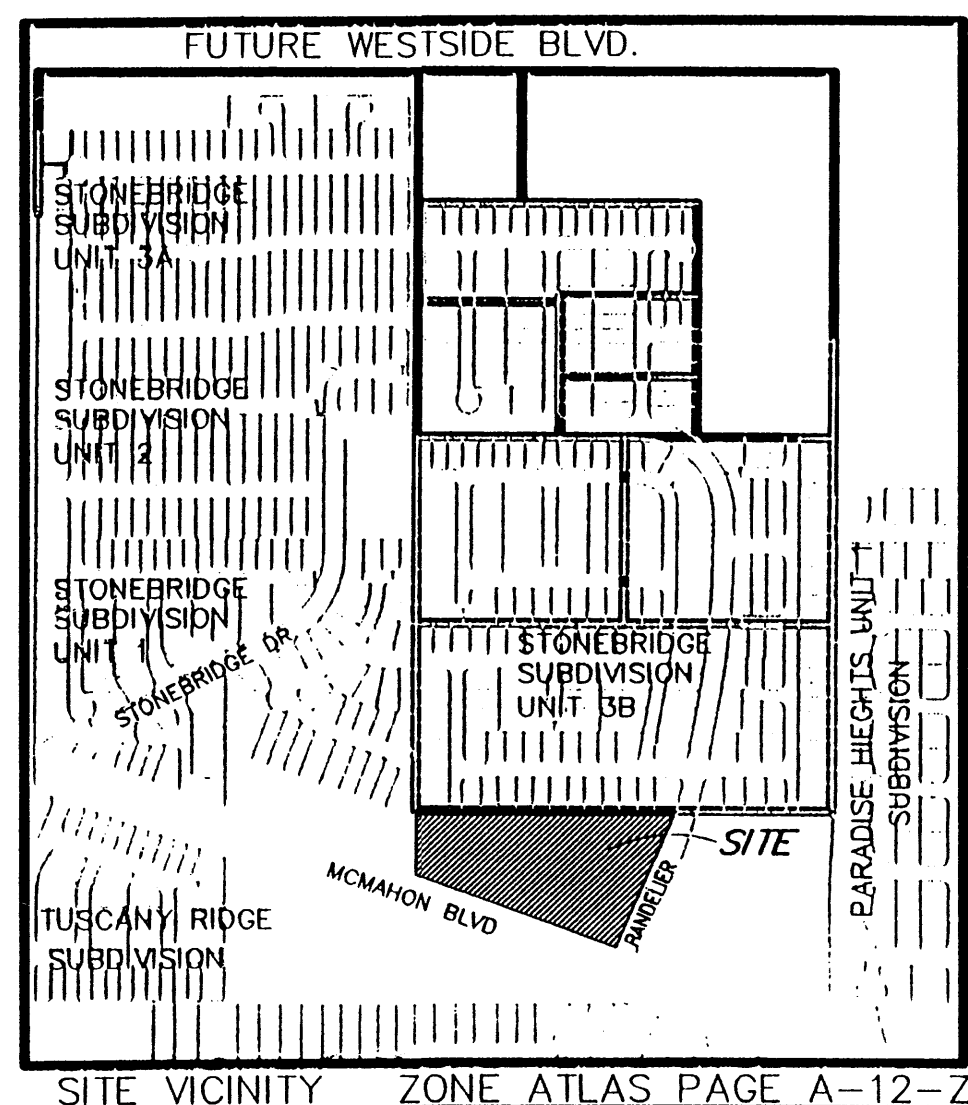 FUTURE WESTSIDE BLVD.
STONEBRIDGE
SUBDIVISION
UNIT 3A
STONEBRIDGE
SUBDIVISION
UNIT 2
STONEBRIDGE
SUBDIVISION
UNIT 1
STONEBRIDGE DR.
STONEBRIDGE
SUBDIVISION
UNIT 3B
PARADISE HIEGHTS UNIT 1
SUBDIVISION
SITE
MCMAHON BLVD
RANDELIER
TUSCANY RIDGE
SUBDIVISION
SITE VICINITY ZONE ATLAS PAGE A-12-Z